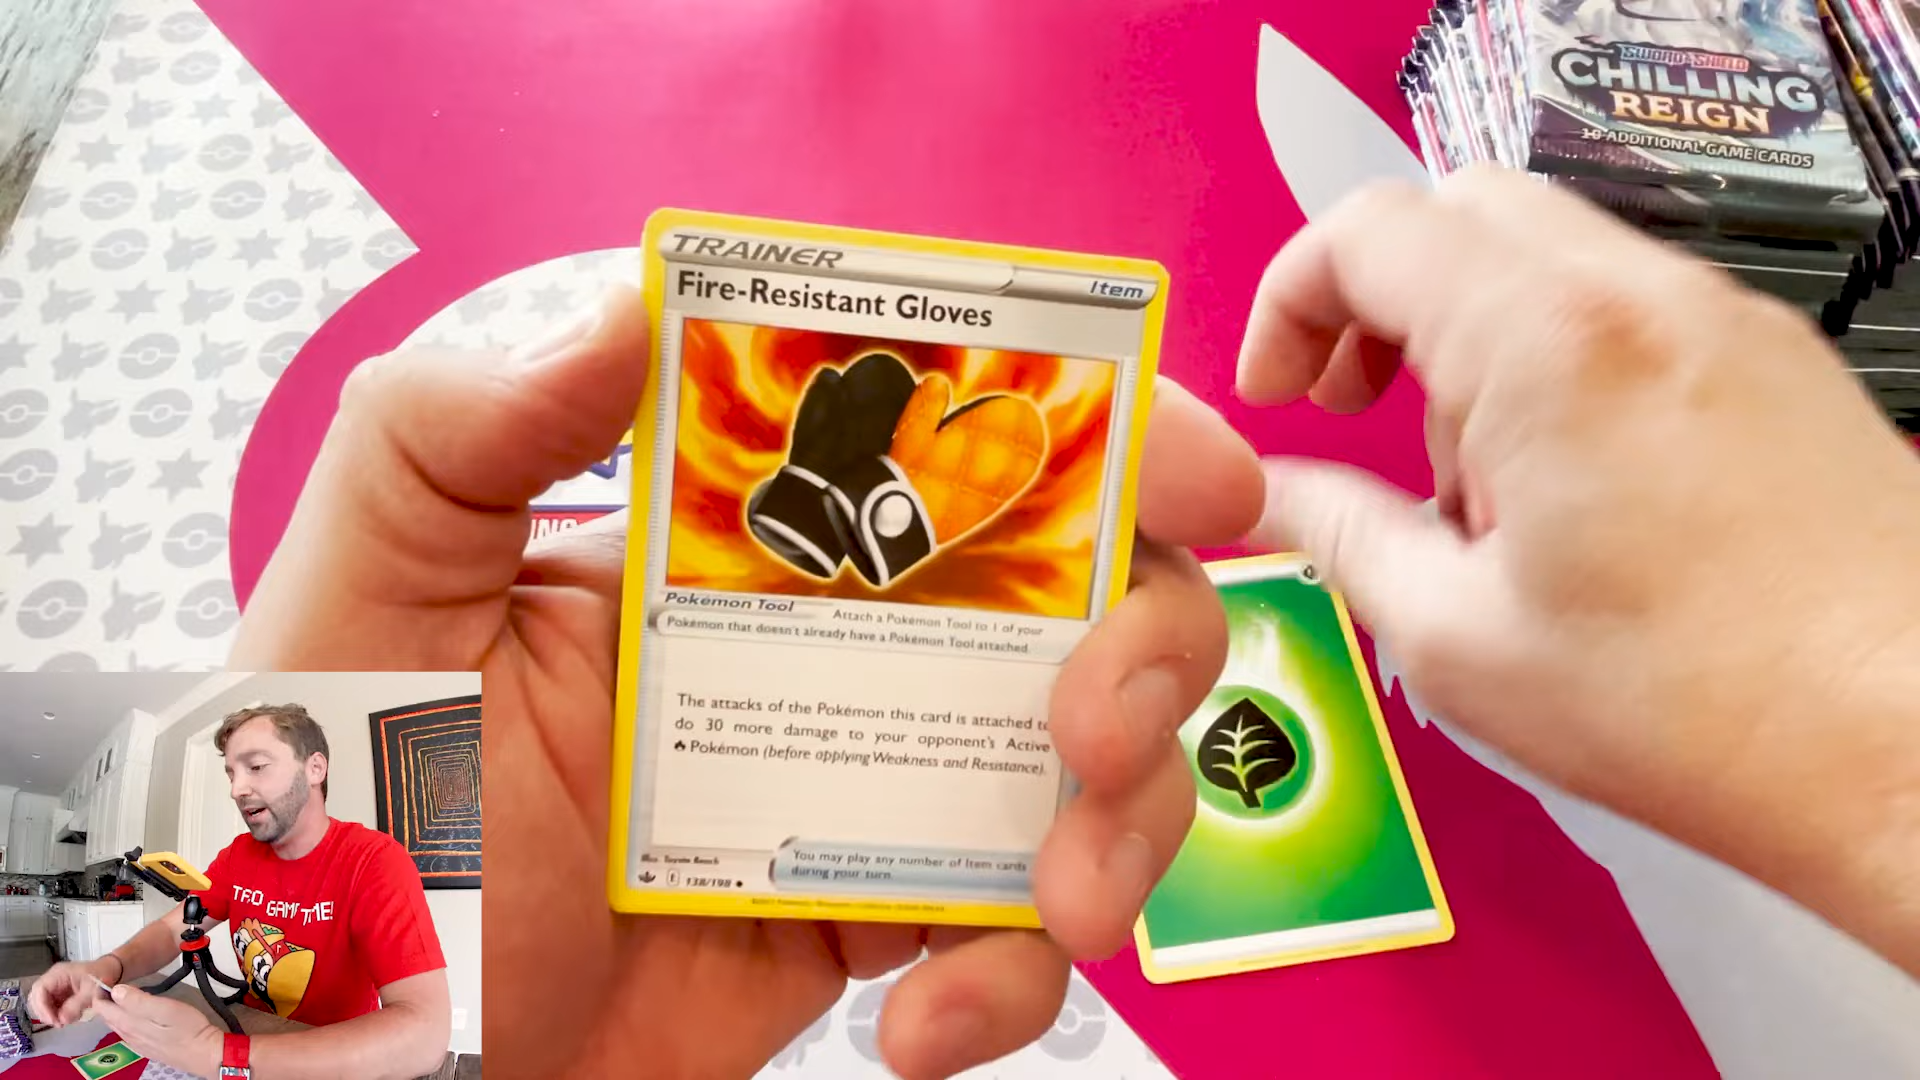 SWORD & SHIELD
CHILLING
REIGN
10 ADDITIONAL GAME CARDS
TRAINER
Item
Fire-Resistant Gloves
Pokémon Tool
Attach a Pokémon Tool to 1 of your
Pokémon that doesn't already have a Pokémon Tool attached.
The attacks of the Pokémon this card is attached
do 30 more damage to your opponent's Active
Pokémon (before applying Weakness and Resistance).
You may play any number of Item cards
during your turn.
138/198
GAME